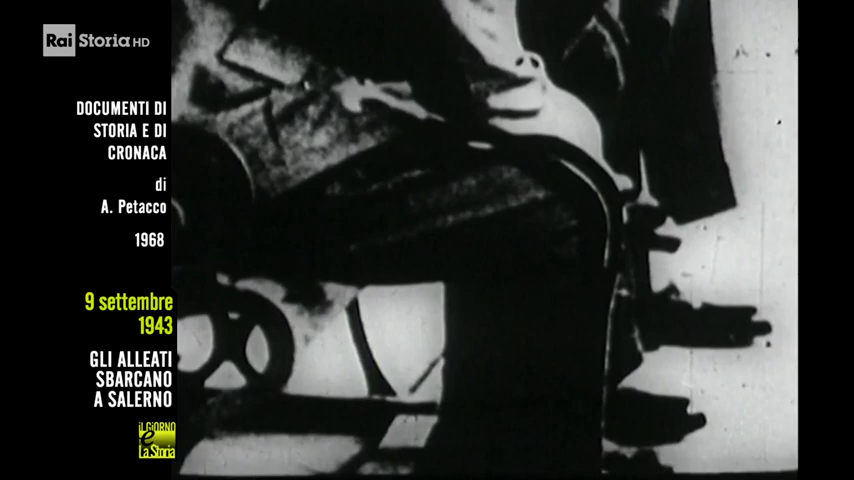 Rai Storia HD
DOCUMENTI DI
STORIA E DI
CRONACA
di
A. Petacco
1968
9 settembre
1943
GLI ALLEATI
SBARCANO
A SALERNO
iL GiORNO
e
La Storia